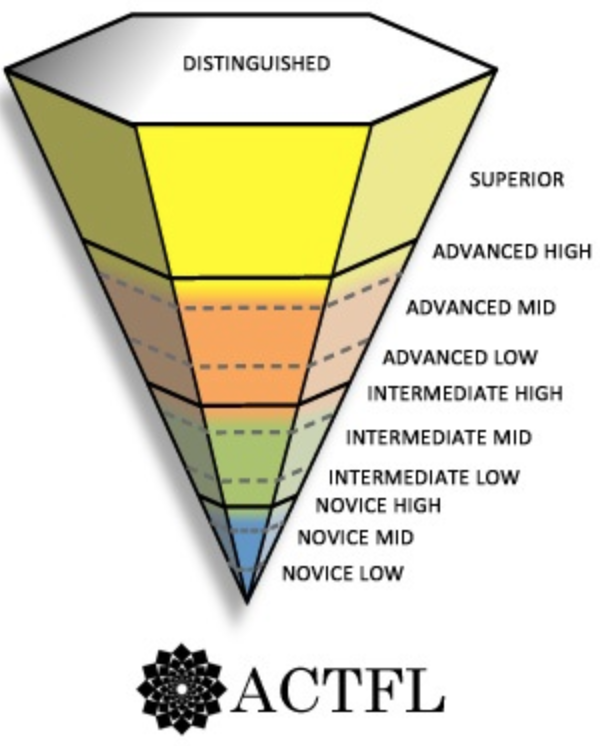 DISTINGUISHED
SUPERIOR
ADVANCED HIGH
ADVANCED MID
ADVANCED LOW
INTERMEDIATE HIGH
INTERMEDIATE MID
INTERMEDIATE LOW
NOVICE HIGH
NOVICE MID
NOVICE LOW
ACTFL